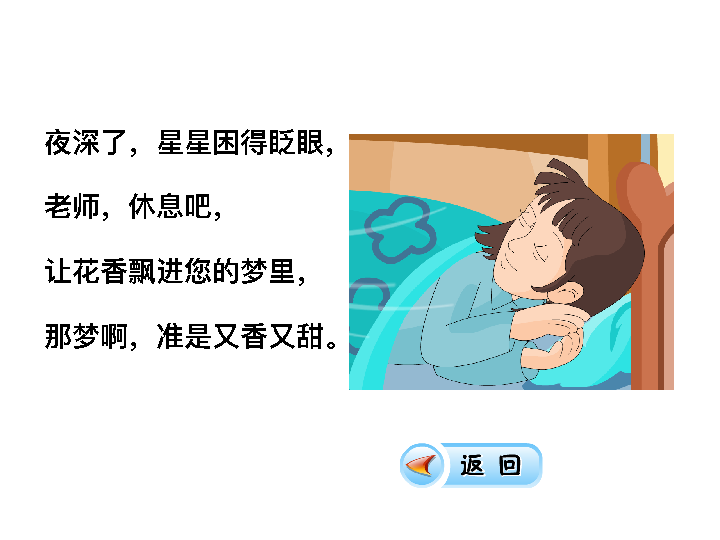 夜深了，星星困得眨眼，
老师，休息吧，
让花香飘进您的梦里，
那梦啊，准是又香又甜。
返 回